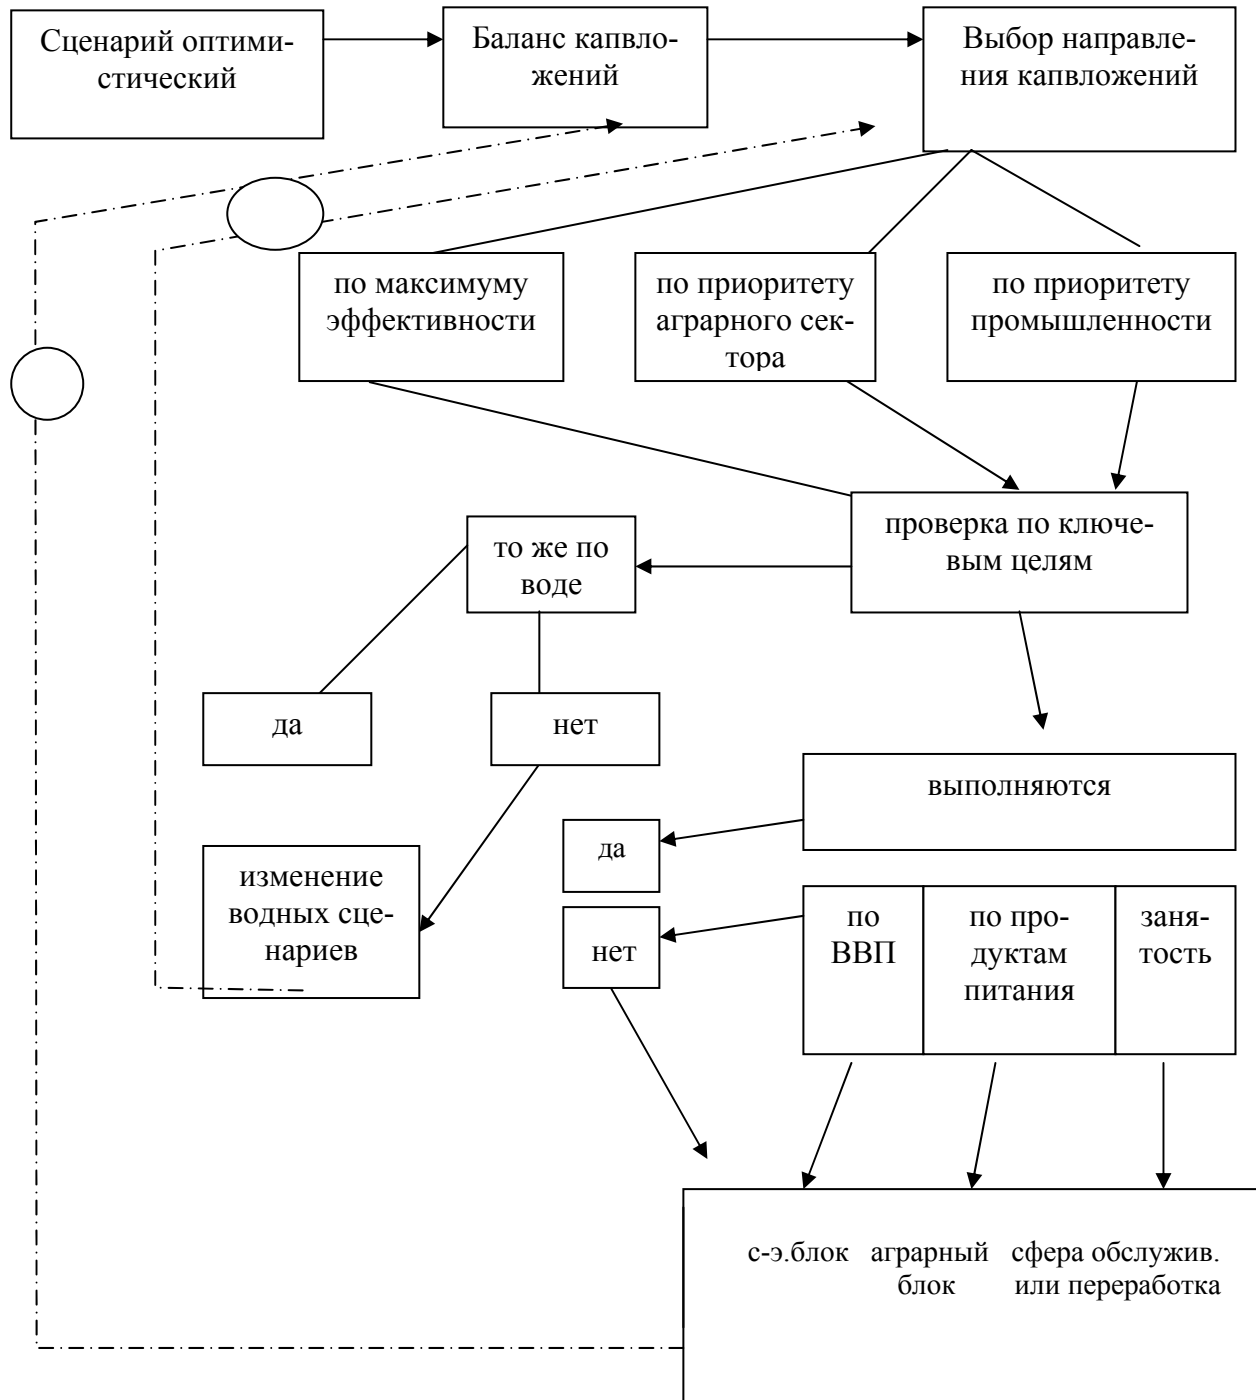 Сценарий оптими-
стический
Баланс капвло-
жений
Выбор направле-
ния капвложений
по максимуму
эффективности
по приоритету
аграрного сек-
тора
по приоритету
промышленности
то же по
воде
проверка по ключе-
вым целям
да
нет
выполняются
да
изменение
водных сце-
нариев
нет
по
ВВП
по про-
дуктам
питания
заня-
тость
с-э.блок
аграрный
блок
сфера обслужив.
или переработка